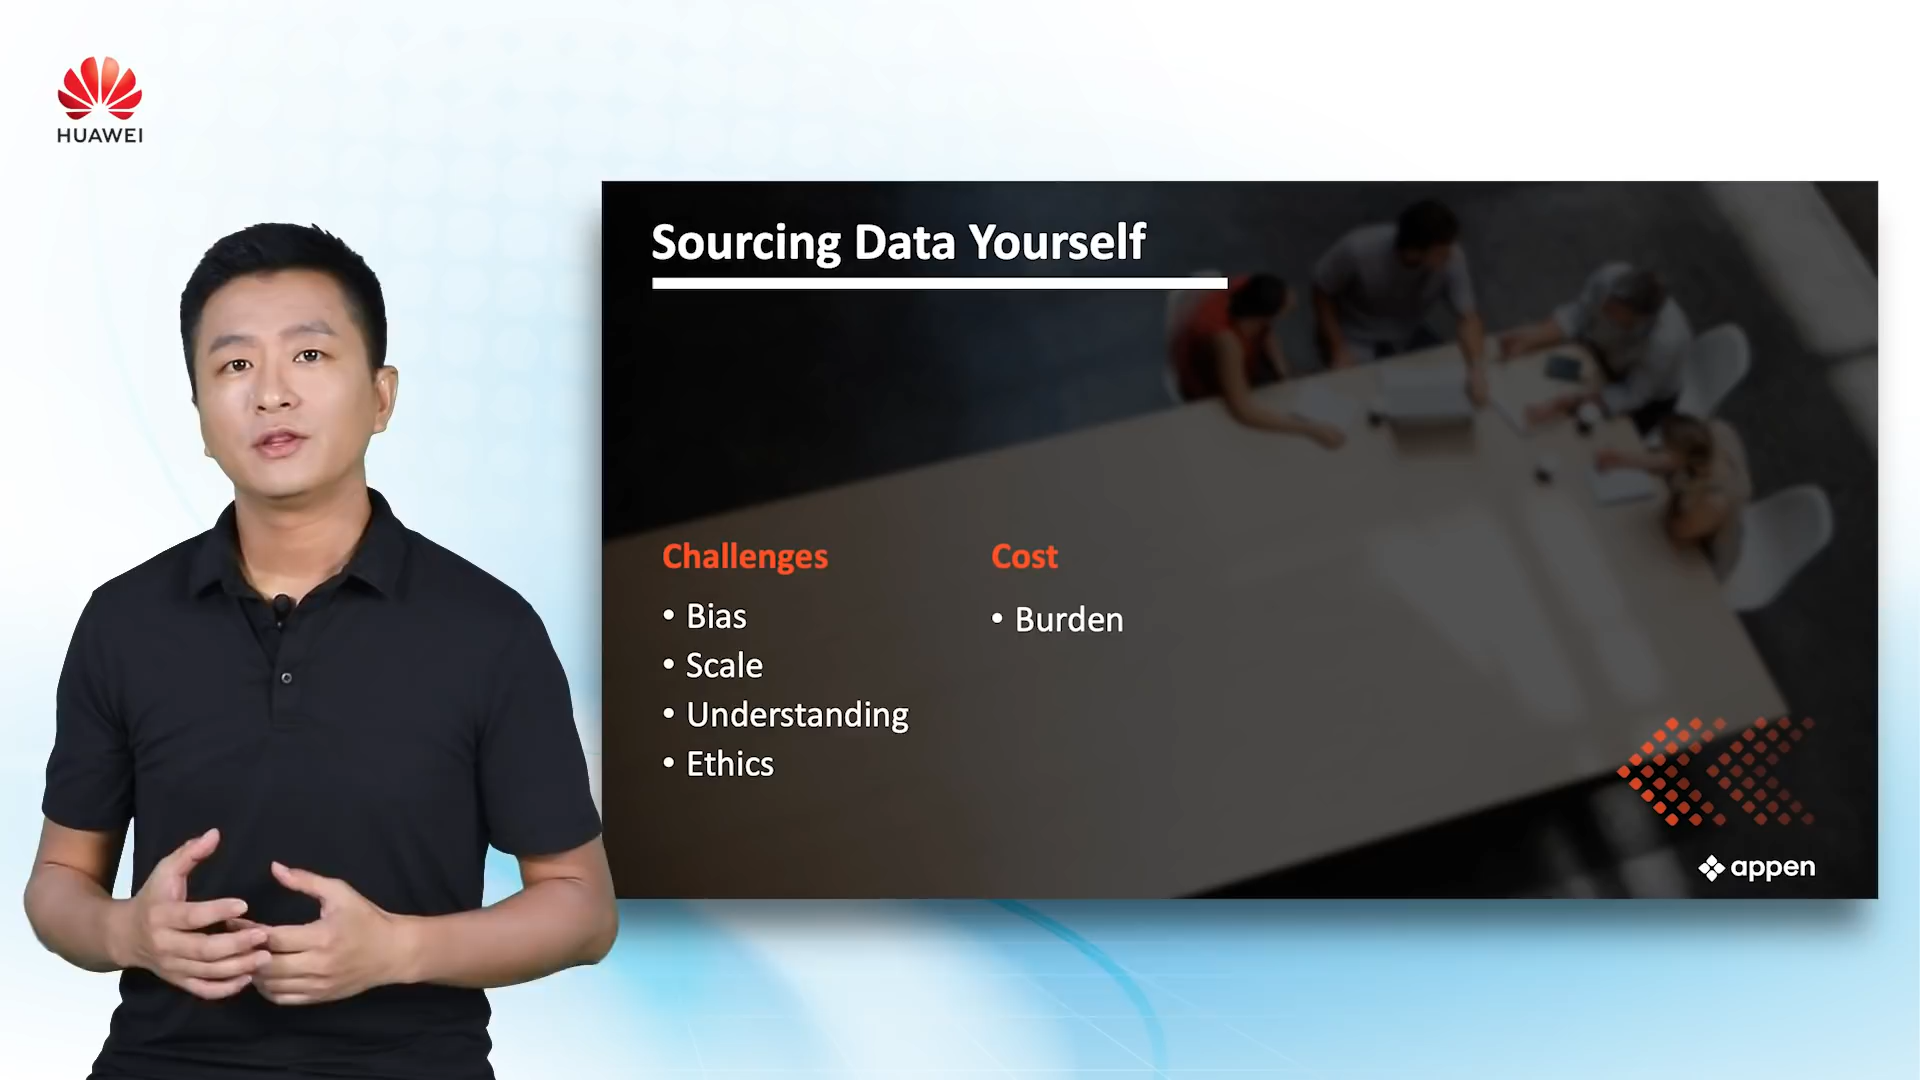 HUAWEI
Sourcing Data Yourself
Challenges
• Bias
• Scale
• Understanding
• Ethics
Cost
• Burden
appen